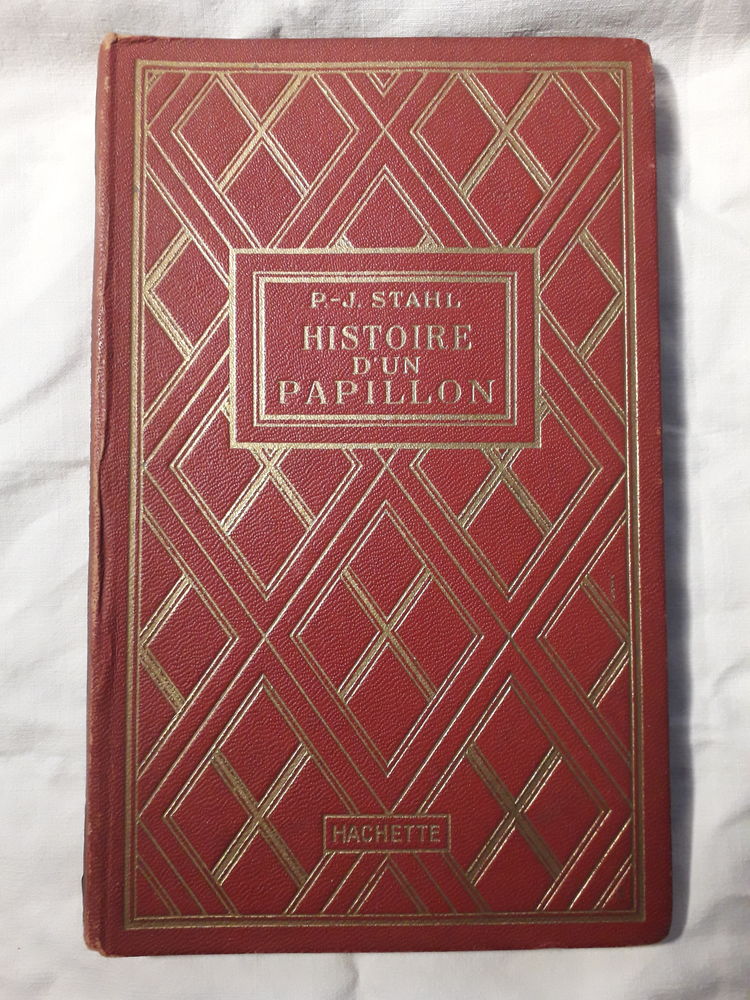 P-J. STAHL
HISTOIRE
D'UN
PAPILLON
HACHETTE